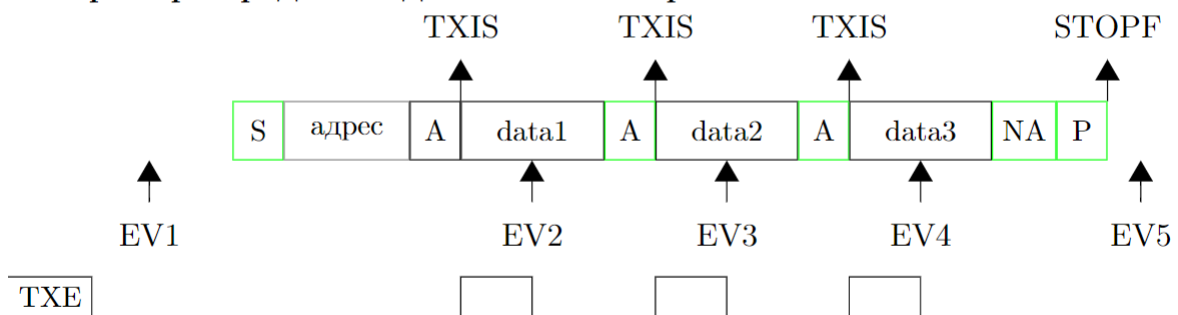 TXIS TXIS TXIS STOPF
S адрес A data1 A data2 A data3 NA P
EV1 EV2 EV3 EV4 EV5
TXE